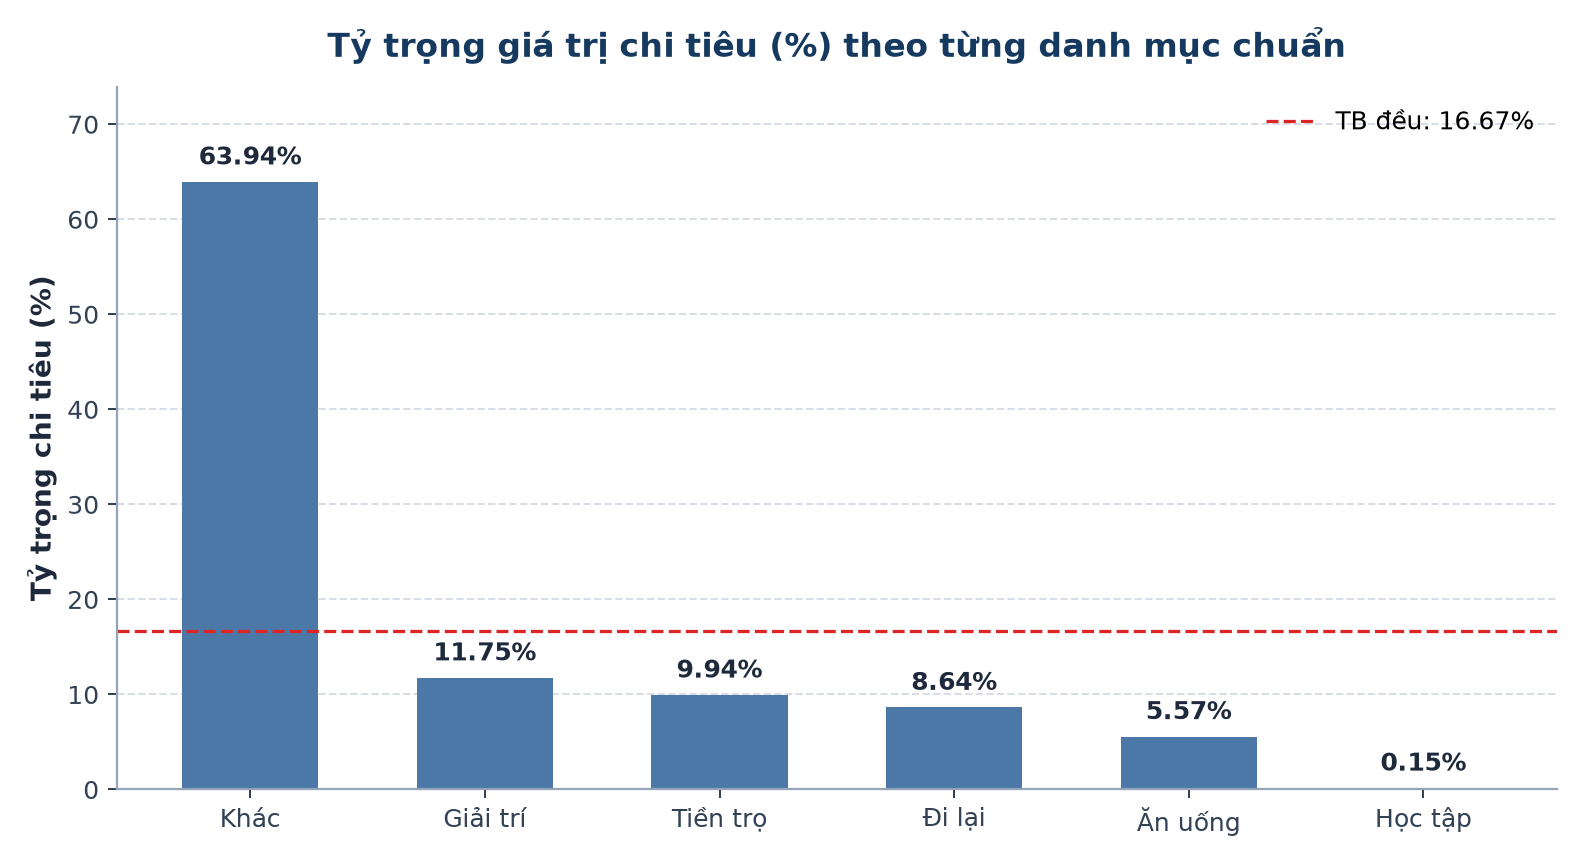 Tỷ trọng giá trị chi tiêu (%) theo từng danh mục chuẩn
Tỷ trọng chi tiêu (%)
70
60
50
40
30
20
10
0
TB đều: 16.67%
63.94%
11.75%
9.94%
8.64%
5.57%
0.15%
Khác
Giải trí
Tiền trọ
Đi lại
Ăn uống
Học tập